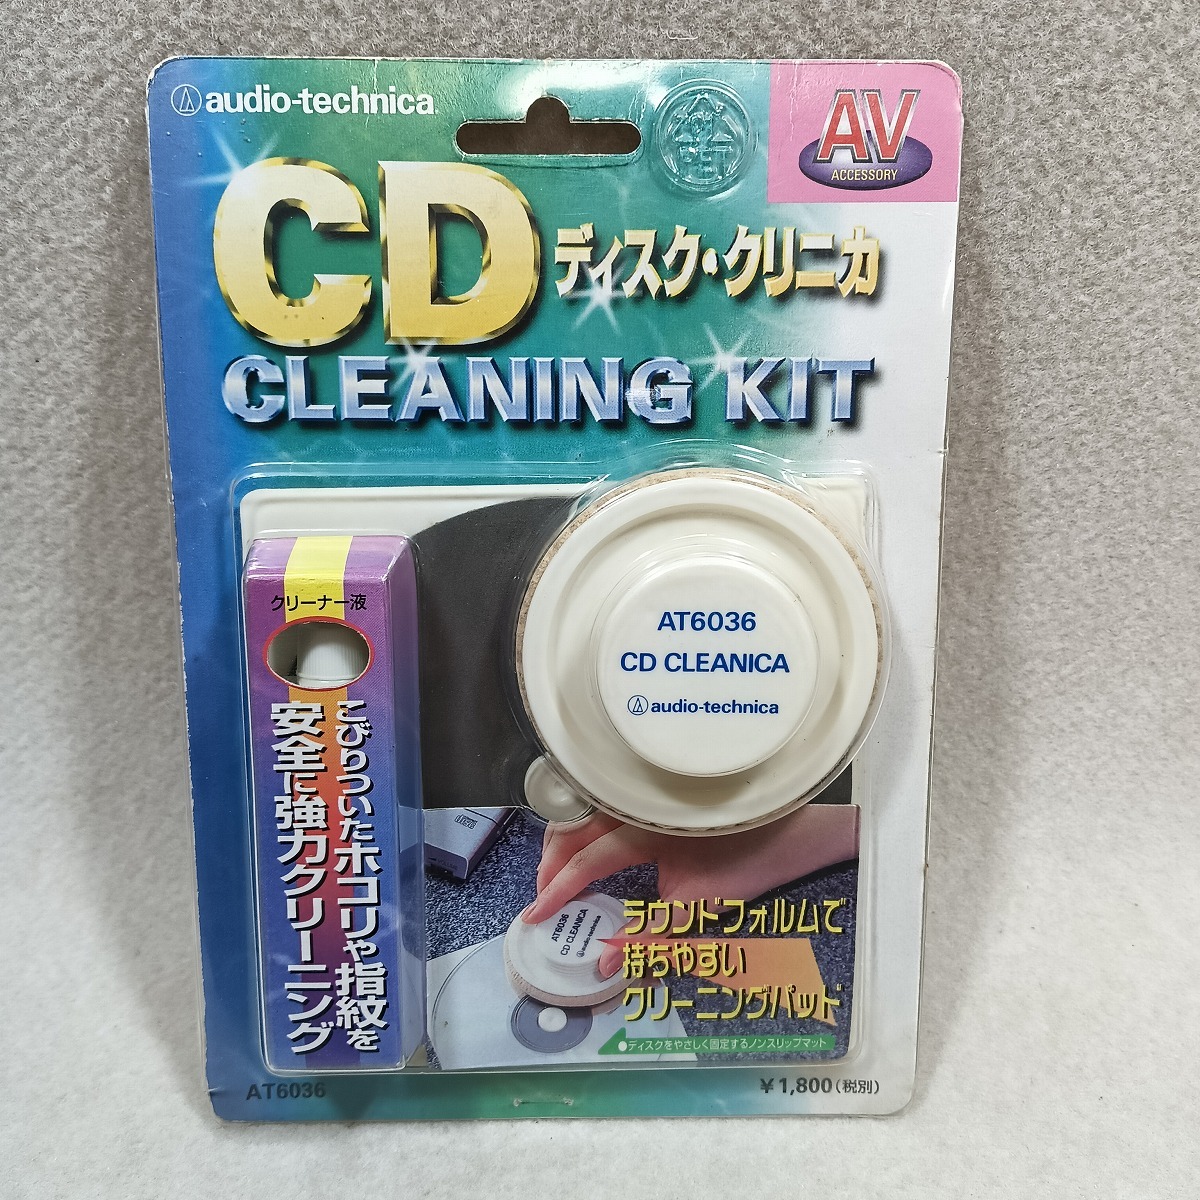 audio-technica
AV
ACCESSORY
CD
ディスク・クリニカ
CLEANING KIT
クリーナー液
こびりついたホコリや指紋を
安全に強力クリーニング
AT6036
CD CLEANICA
audio-technica
AT6036
CD CLEANICA
audio-technica
ラウンドフォルムで
持ちやすい
クリーニングパッド
●ディスクをやさしく固定するノンスリップマット
AT6036
¥1,800(税別)